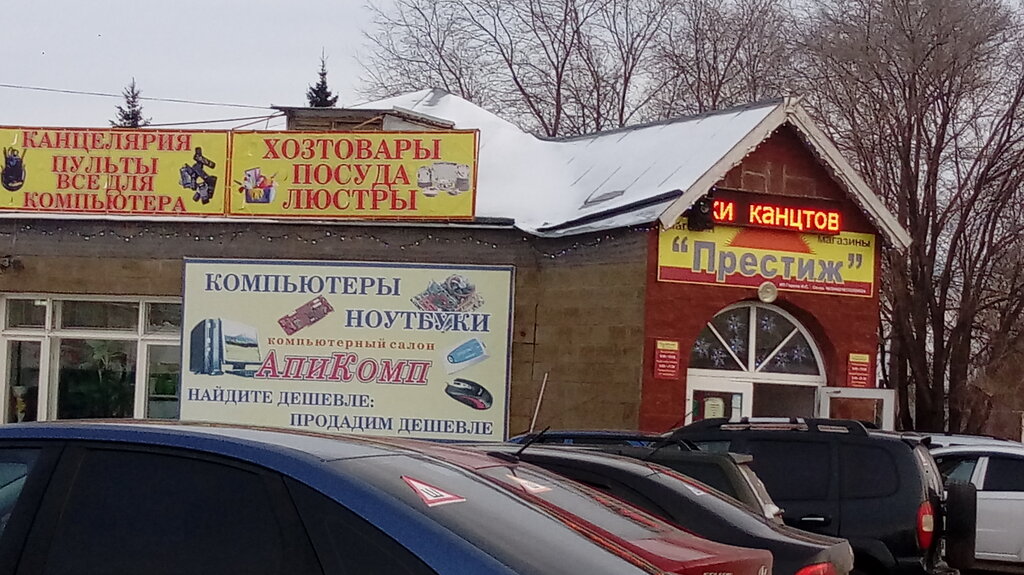 КАНЦЕЛЯРИЯ
ПУЛЬТЫ
ВСЕ ДЛЯ
КОМПЬЮТЕРА
ХОЗТОВАРЫ
ПОСУДА
ЛЮСТРЫ
КОМПЬЮТЕРЫ
НОУТБУКИ
компьютерный салон
АпиКомп
НАЙДИТЕ ДЕШЕВЛЕ:
ПРОДАДИМ ДЕШЕВЛЕ
ки канцтов
магазины
“Престиж”
Ш